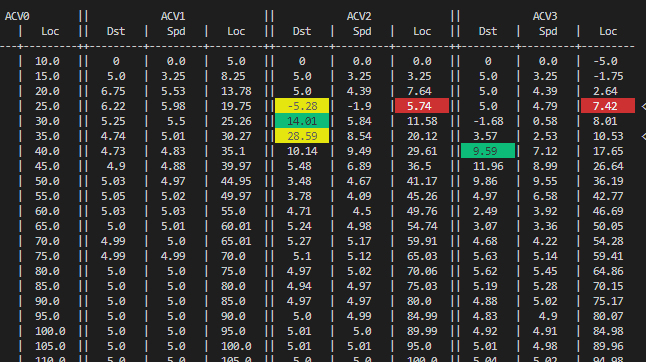 ACV0 || ACV1 || ACV2 || ACV3
| Loc || Dst | Spd | Loc || Dst | Spd | Loc || Dst | Spd | Loc
| 10.0 || 0 | 0.0 | 5.0 || 0 | 0.0 | 0.0 || 0 | 0.0 | -5.0
| 15.0 || 5.0 | 3.25 | 8.25 || 5.0 | 3.25 | 3.25 || 5.0 | 3.25 | -1.75
| 20.0 || 6.75 | 5.53 | 13.78 || 5.0 | 4.39 | 7.64 || 5.0 | 4.39 | 2.64
| 25.0 || 6.22 | 5.98 | 19.75 || -5.28 | -1.9 | 5.74 || 5.0 | 4.79 | 7.42 <
| 30.0 || 5.25 | 5.5 | 25.26 || 14.01 | 5.84 | 11.58 || -1.68 | 0.58 | 8.01
| 35.0 || 4.74 | 5.01 | 30.27 || 28.59 | 8.54 | 20.12 || 3.57 | 2.53 | 10.53 <
| 40.0 || 4.73 | 4.83 | 35.1 || 10.14 | 9.49 | 29.61 || 9.59 | 7.12 | 17.65
| 45.0 || 4.9 | 4.88 | 39.97 || 5.48 | 6.89 | 36.5 || 11.96 | 8.99 | 26.64
| 50.0 || 5.03 | 4.97 | 44.95 || 3.48 | 4.67 | 41.17 || 9.86 | 9.55 | 36.19
| 55.0 || 5.05 | 5.02 | 49.97 || 3.78 | 4.09 | 45.26 || 4.97 | 6.58 | 42.77
| 60.0 || 5.03 | 5.03 | 55.0 || 4.71 | 4.5 | 49.76 || 2.49 | 3.92 | 46.69
| 65.0 || 5.0 | 5.01 | 60.01 || 5.24 | 4.98 | 54.74 || 3.07 | 3.36 | 50.05
| 70.0 || 4.99 | 5.0 | 65.01 || 5.27 | 5.17 | 59.91 || 4.68 | 4.22 | 54.28
| 75.0 || 4.99 | 4.99 | 70.0 || 5.1 | 5.12 | 65.03 || 5.63 | 5.14 | 59.41
| 80.0 || 5.0 | 5.0 | 75.0 || 4.97 | 5.02 | 70.06 || 5.62 | 5.45 | 64.86
| 85.0 || 5.0 | 5.0 | 80.0 || 4.94 | 4.97 | 75.03 || 5.19 | 5.28 | 70.15
| 90.0 || 5.0 | 5.0 | 85.0 || 4.97 | 4.97 | 80.0 || 4.88 | 5.02 | 75.17
| 95.0 || 5.0 | 5.0 | 90.0 || 5.0 | 4.99 | 84.99 || 4.83 | 4.9 | 80.07
| 100.0 || 5.0 | 5.0 | 95.0 || 5.01 | 5.0 | 89.99 || 4.92 | 4.91 | 84.98
| 105.0 || 5.0 | 5.0 | 100.0 || 5.01 | 5.01 | 95.0 || 5.01 | 4.98 | 89.96
| 110.0 || 5.0 | 5.0 | 105.0 || 5.0 | 5.0 | 100.0 || 5.04 | 5.02 | 94.98